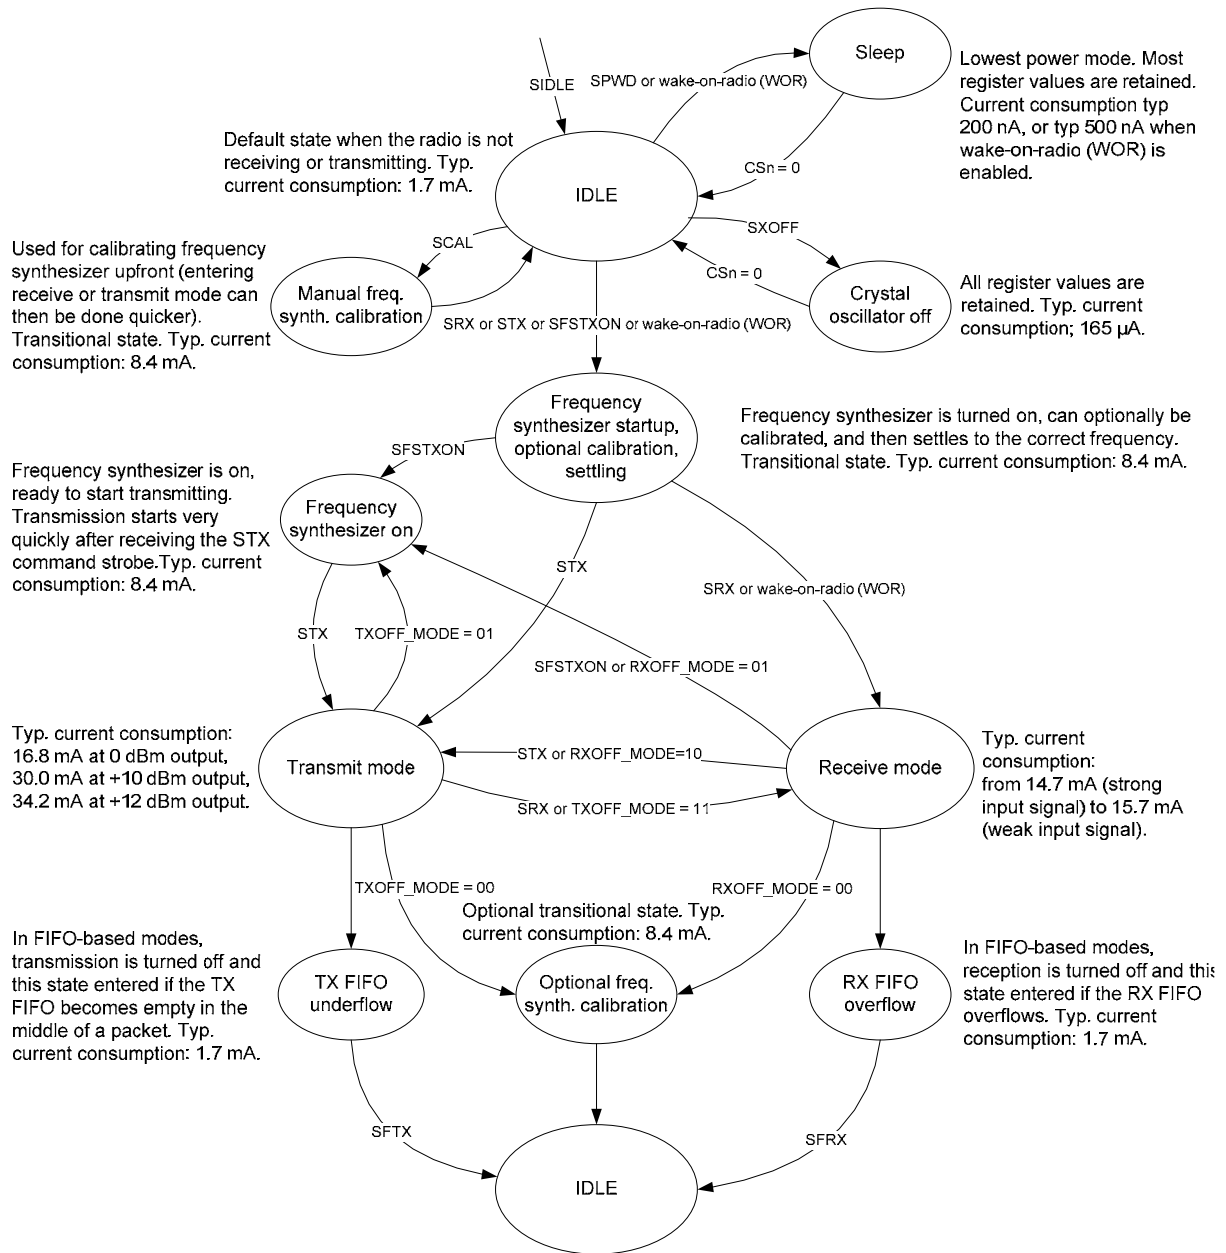 Sleep
Lowest power mode. Most
register values are retained.
Current consumption typ
200 nA, or typ 500 nA when
wake-on-radio (WOR) is
enabled.
SPWD or wake-on-radio (WOR)
SIDLE
Default state when the radio is not
receiving or transmitting. Typ.
current consumption: 1.7 mA.
CSn = 0
IDLE
SXOFF
SCAL
CSn = 0
Used for calibrating frequency
synthesizer upfront (entering
receive or transmit mode can
then be done quicker).
Transitional state. Typ. current
consumption: 8.4 mA.
Manual freq.
synth. calibration
Crystal
oscillator off
All register values are
retained. Typ. current
consumption; 165 µA.
SRX or STX or SFSTXON or wake-on-radio (WOR)
Frequency
synthesizer startup,
optional calibration,
settling
Frequency synthesizer is turned on, can optionally be
calibrated, and then settles to the correct frequency.
Transitional state. Typ. current consumption: 8.4 mA.
SFSTXON
Frequency synthesizer is on,
ready to start transmitting.
Transmission starts very
quickly after receiving the STX
command strobe.Typ. current
consumption: 8.4 mA.
Frequency
synthesizer on
STX
SRX or wake-on-radio (WOR)
STX
TXOFF_MODE = 01
SFSTXON or RXOFF_MODE = 01
Typ. current consumption:
16.8 mA at 0 dBm output,
30.0 mA at +10 dBm output,
34.2 mA at +12 dBm output.
Transmit mode
STX or RXOFF_MODE=10
SRX or TXOFF_MODE = 11
Receive mode
Typ. current
consumption:
from 14.7 mA (strong
input signal) to 15.7 mA
(weak input signal).
TXOFF_MODE = 00
RXOFF_MODE = 00
Optional transitional state. Typ.
current consumption: 8.4 mA.
In FIFO-based modes,
transmission is turned off and
this state entered if the TX
FIFO becomes empty in the
middle of a packet. Typ.
current consumption: 1.7 mA.
TX FIFO
underflow
Optional freq.
synth. calibration
RX FIFO
overflow
In FIFO-based modes,
reception is turned off and this
state entered if the RX FIFO
overflows. Typ. current
consumption: 1.7 mA.
SFTX
SFRX
IDLE